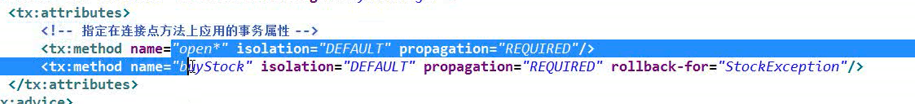 <tx:attributes>
<!-- 指定在连接点方法上应用的事务属性 -->
<tx:method name="open*" isolation="DEFAULT" propagation="REQUIRED"/>
<tx:method name="buyStock" isolation="DEFAULT" propagation="REQUIRED" rollback-for="StockException"/>
</tx:attributes>
x:advice>